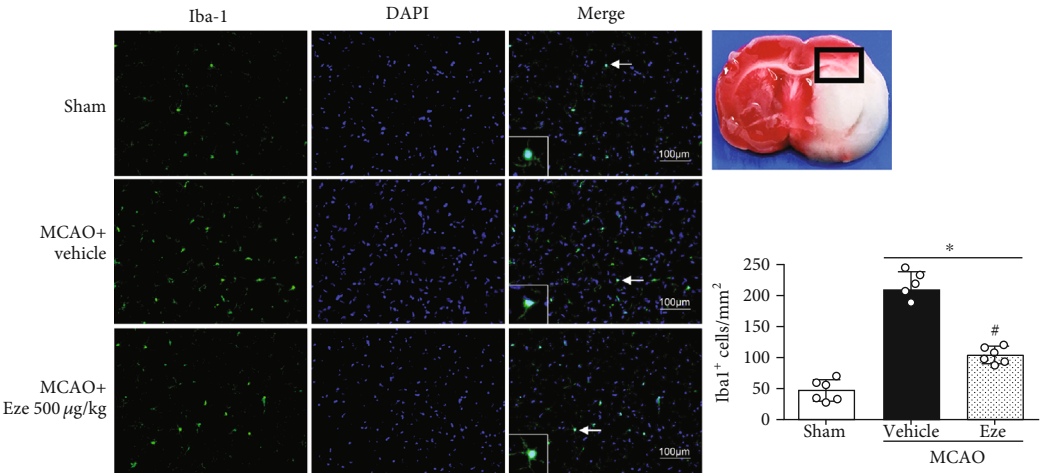 Iba-1 DAPI Merge
Sham
100μm
MCAO+
vehicle
100μm
MCAO+
Eze 500 μg/kg
100μm
*
Iba1⁺ cells/mm²
250
200
150
100
50
0
#
Sham Vehicle Eze
MCAO